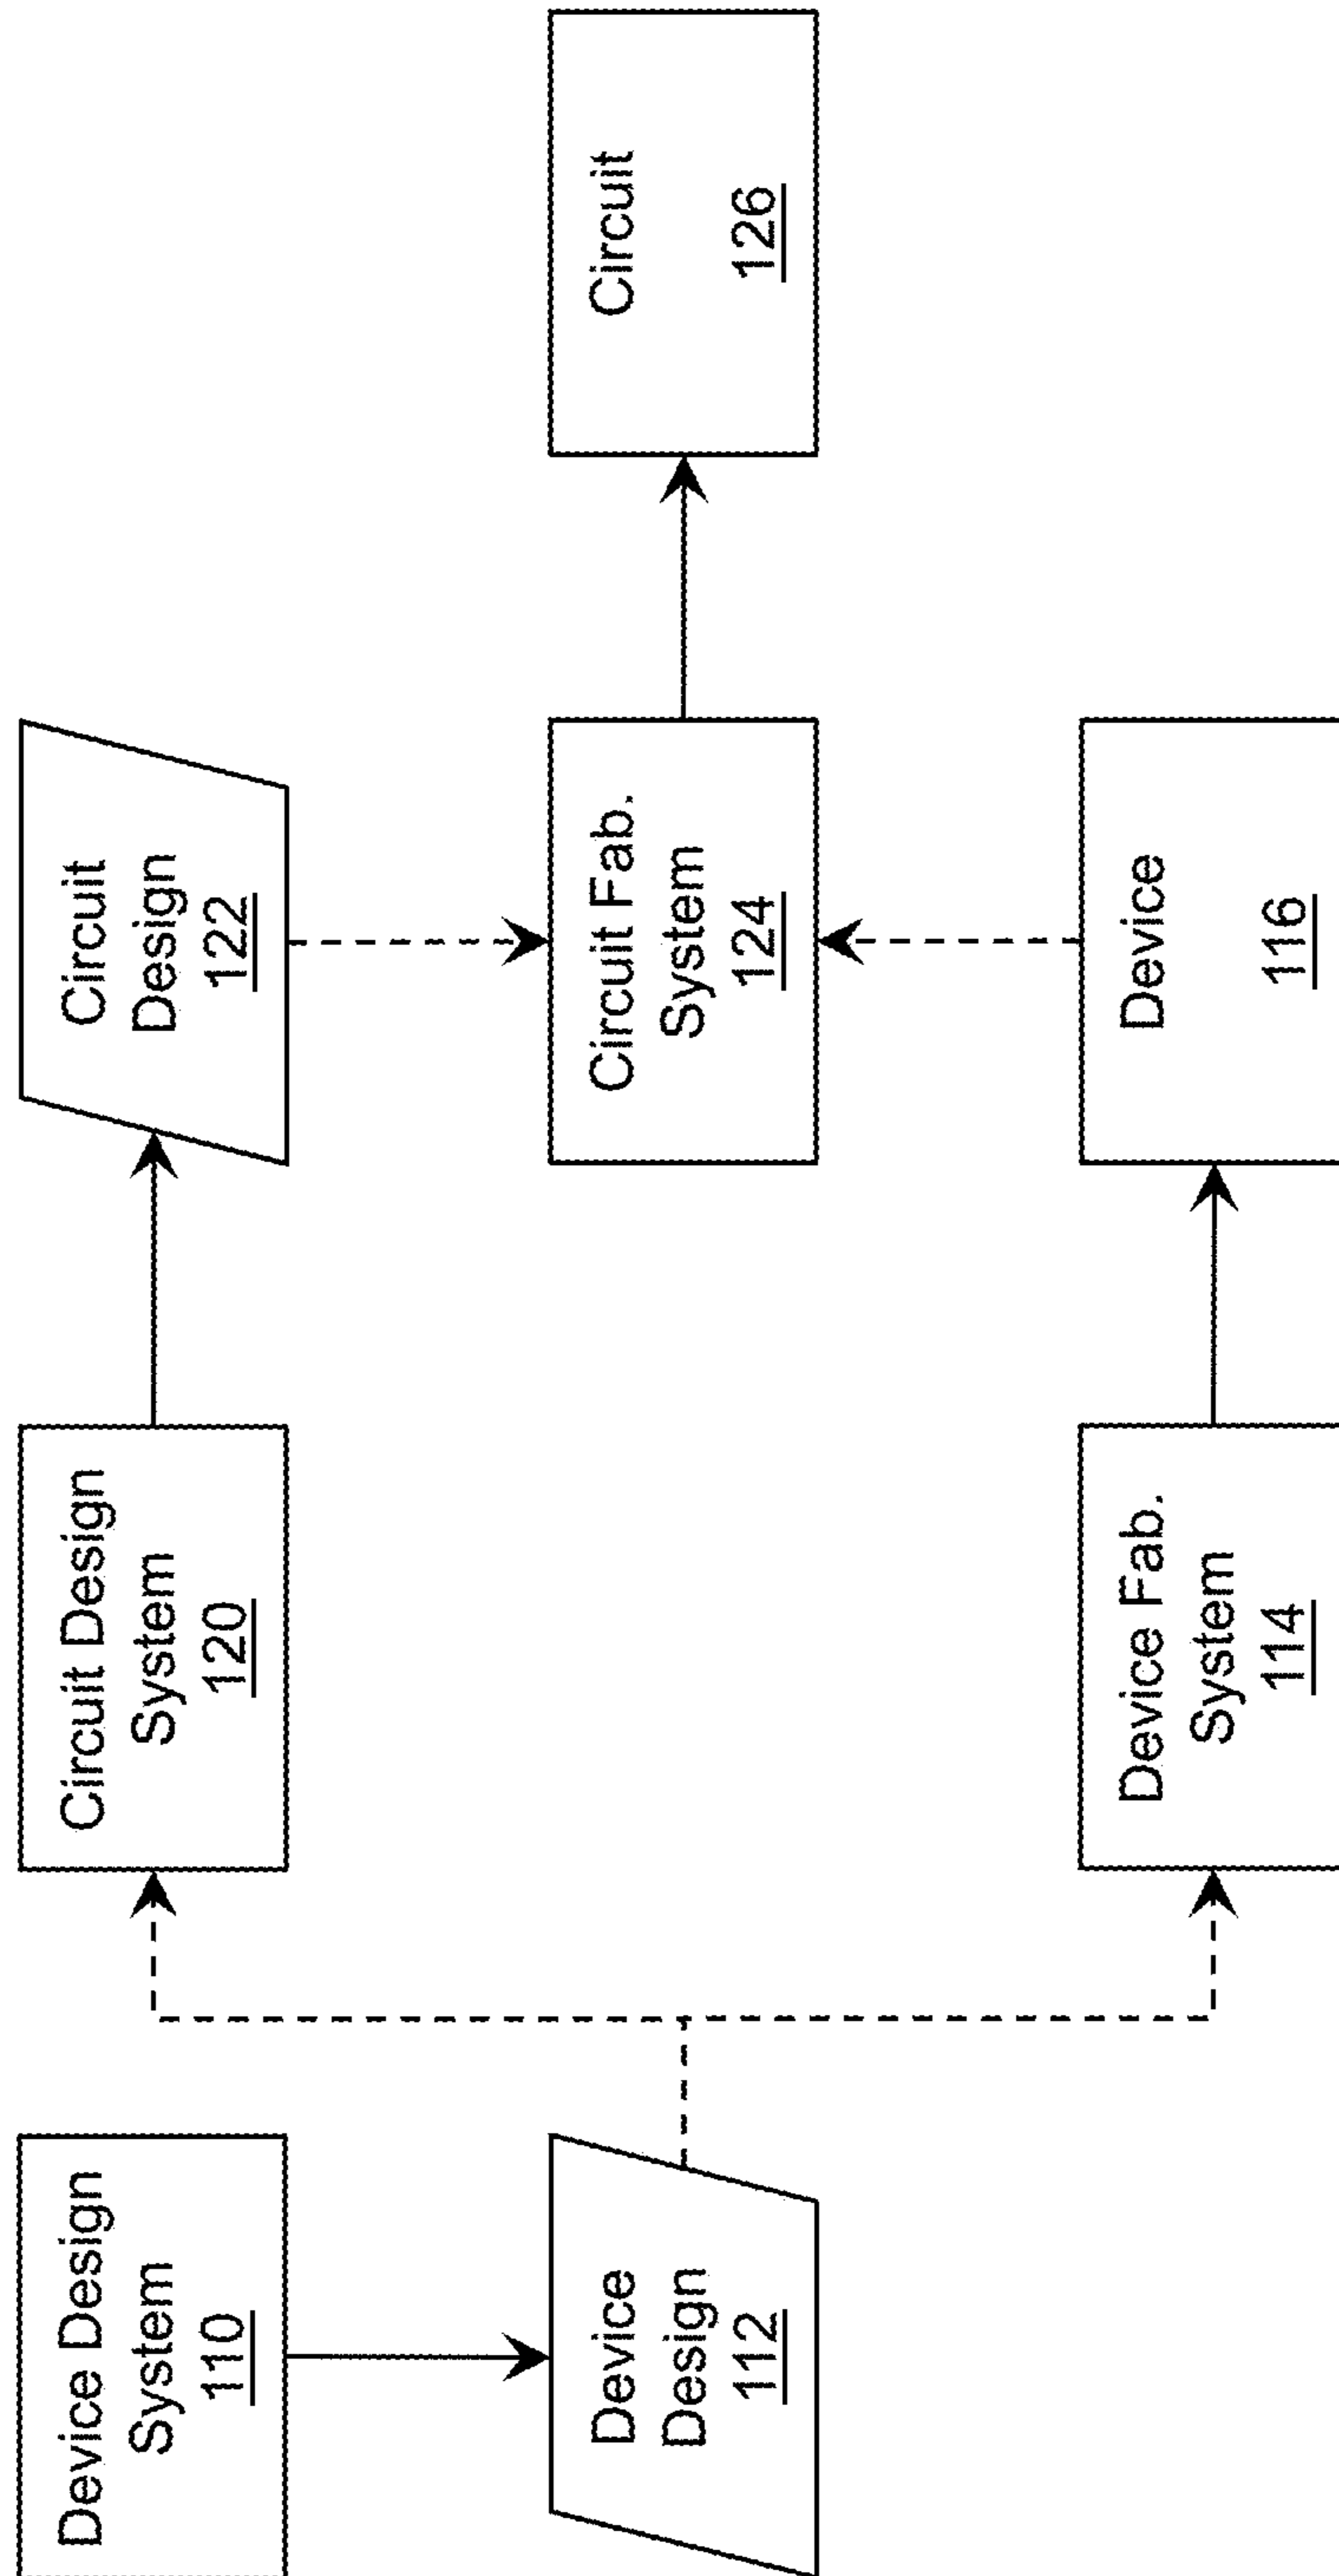 Device Design
System
110
Device
Design
112
Circuit Design
System
120
Device Fab.
System
114
Circuit
Design
122
Circuit Fab.
System
124
Device
116
Circuit
126